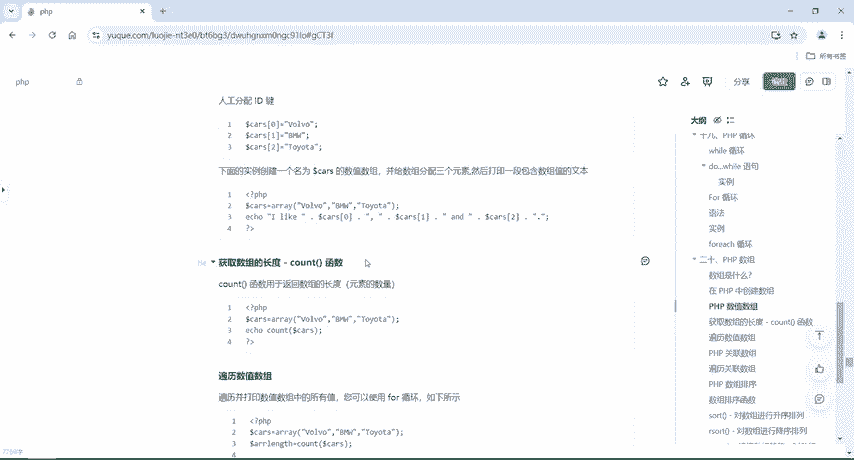 php
yuque.com/luojie-nt3e0/bt6bg3/dwuhgnxm0ngc91lo#gCT3f
所有书签
php
分享
人工分配 ID 键
1 $cars[0]="Volvo";
2 $cars[1]="BMW";
3 $cars[2]="Toyota";
下面的实例创建一个名为 $cars 的数值数组，并给数组分配三个元素,然后打印一段包含数组值的文本
1 <?php
2 $cars=array("Volvo","BMW","Toyota");
3 echo "I like " . $cars[0] . ", " . $cars[1] . " and " . $cars[2] . ".";
4 ?>
获取数组的长度 - count() 函数
count() 函数用于返回数组的长度（元素的数量）
1 <?php
2 $cars=array("Volvo","BMW","Toyota");
3 echo count($cars);
4 ?>
遍历数值数组
遍历并打印数值数组中的所有值，您可以使用 for 循环，如下所示
1 <?php
2 $cars=array("Volvo","BMW","Toyota");
3 $arrlength=count($cars);
4
大纲
十九、PHP 循环
while 循环
do...while 语句
实例
For 循环
语法
实例
foreach 循环
二十、PHP 数组
数组是什么?
在 PHP 中创建数组
PHP 数值数组
获取数组的长度 - count() 函数
遍历数值数组
PHP 关联数组
遍历关联数组
PHP 数组排序
数组排序函数
sort() - 对数组进行升序排列
rsort() - 对数组进行降序排列